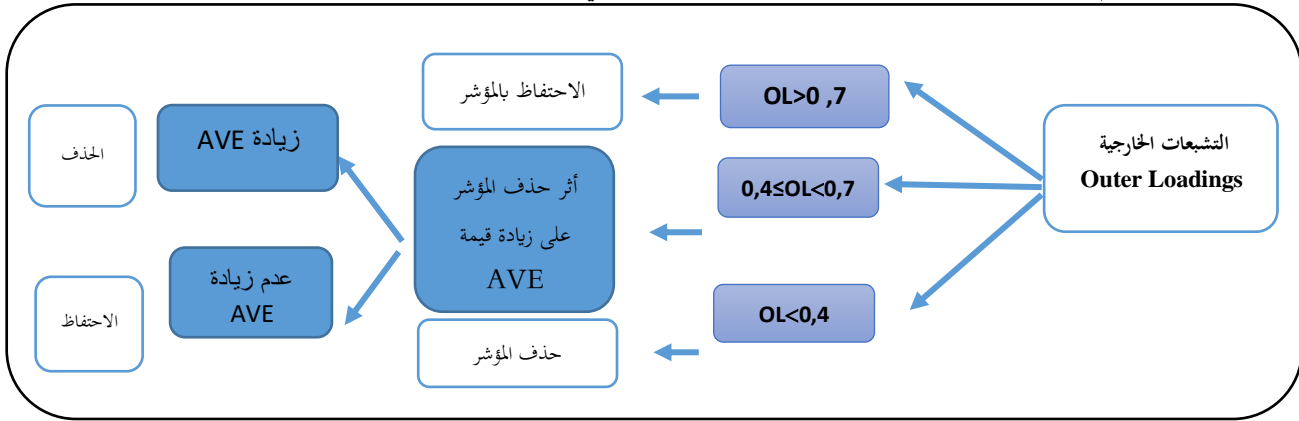 التشبعات الخارجية
Outer Loadings
OL>0 ,7
الاحتفاظ بالمؤشر
0,4≤OL<0,7
أثر حذف المؤشر
على زيادة قيمة
AVE
زيادة AVE
الحذف
عدم زيادة
AVE
الاحتفاظ
OL<0,4
حذف المؤشر